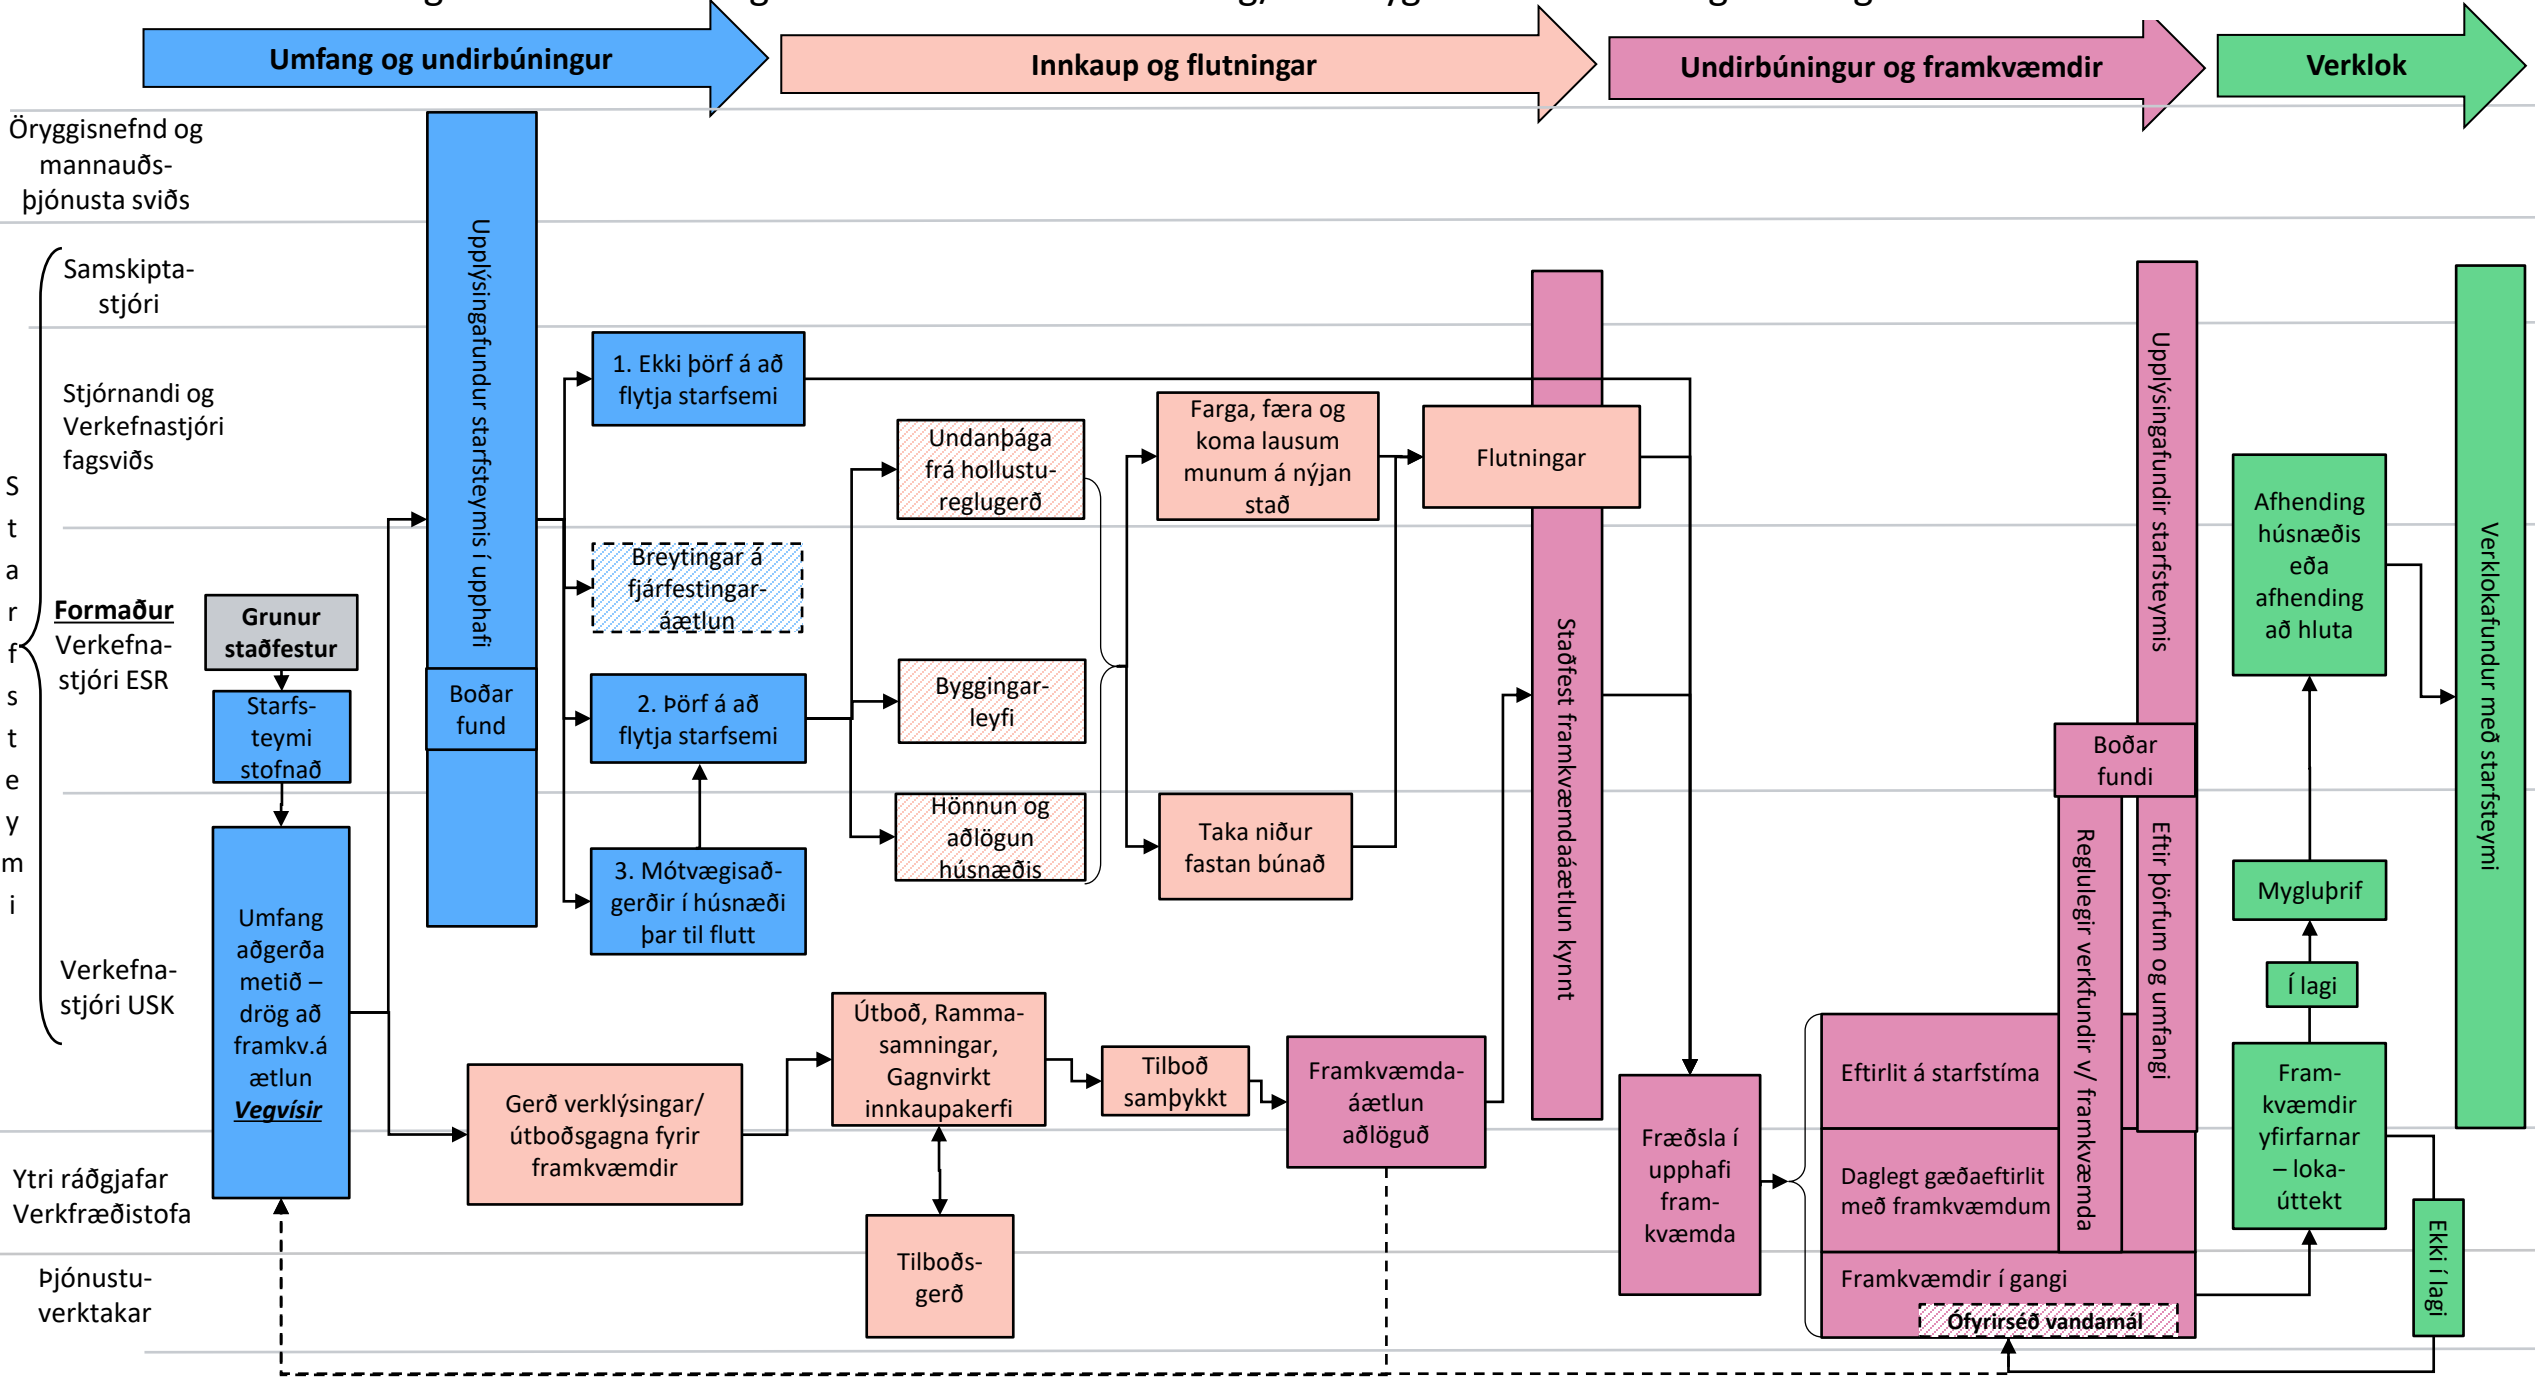 Umfang og undirbúningur
Innkaup og flutningar
Undirbúningur og framkvæmdir
Verklok
Öryggisnefnd og
mannauðs-
þjónusta sviðs
Starfsteymi
Samskipta-
stjóri
Stjórnandi og
Verkefnastjóri
fagsviðs
Formaður
Verkefna-
stjóri ESR
Verkefna-
stjóri USK
Ytri ráðgjafar
Verkfræðistofa
Þjónustu-
verktakar
Grunur
staðfestur
Starfs-
teymi
stofnað
Umfang
aðgerða
metið –
drög að
framkv.á
ætlun
Vegvísir
Upplýsingafundur starfsteymis í upphafi
Boðar
fund
1. Ekki þörf á að
flytja starfsemi
Breytingar á
fjárfestingar-
áætlun
2. Þörf á að
flytja starfsemi
3. Mótvægisað-
gerðir í húsnæði
þar til flutt
Undanþága
frá hollustu-
reglugerð
Byggingar-
leyfi
Hönnun og
aðlögun
húsnæðis
Farga, færa og
koma lausum
munum á nýjan
stað
Taka niður
fastan búnað
Flutningar
Gerð verklýsingar/
útboðsgagna fyrir
framkvæmdir
Útboð, Ramma-
samningar,
Gagnvirkt
innkaupakerfi
Tilboðs-
gerð
Tilboð
samþykkt
Framkvæmda-
áætlun
aðlöguð
Staðfest framkvæmdaáætlun kynnt
Fræðsla í
upphafi
fram-
kvæmda
Eftirlit á starfstíma
Daglegt gæðaeftirlit
með framkvæmdum
Framkvæmdir í gangi
Ófyrirséð vandamál
Boðar
fundi
Reglulegir verkfundir v/ framkvæmda
Upplýsingafundir starfsteymis
Eftir þörfum og umfangi
Afhending
húsnæðis
eða
afhending
að hluta
Mygluþrif
Í lagi
Fram-
kvæmdir
yfirfarnar
– loka-
úttekt
Ekki í lagi
Verklokafundur með starfsteymi